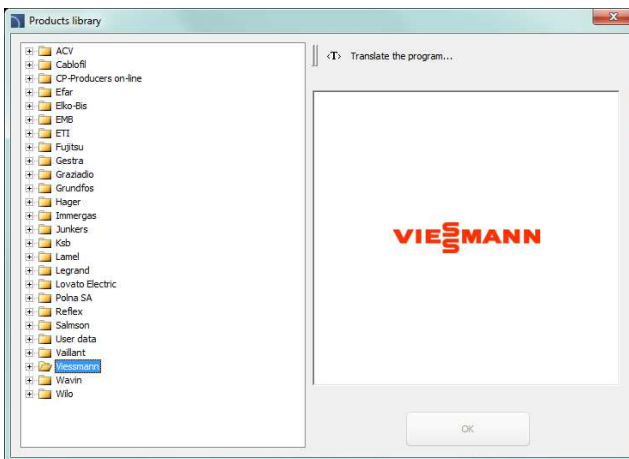 Products library
ACV
Cablofil
CP-Producers on-line
Efar
Elko-Bis
EMB
ETI
Fujitsu
Gestra
Graziadio
Grundfos
Hager
Immergas
Junkers
Ksb
Lamel
Legrand
Lovato Electric
Polna SA
Reflex
Salmson
User data
Vaillant
Viessmann
Wavin
Wilo
<T> Translate the program...
VIESSMANN
OK